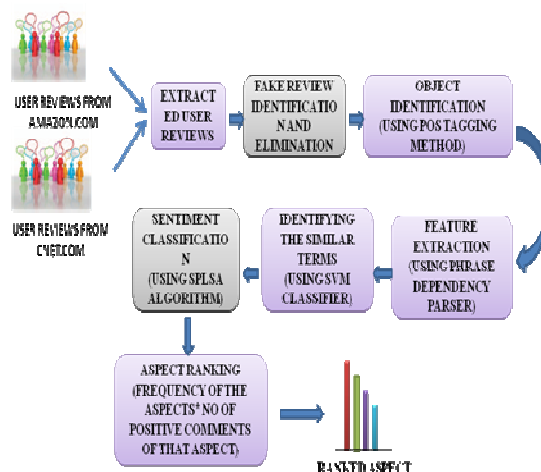 USER REVIEWS FROM
AMAZON.COM
EXTRACT
ED USER
REVIEWS
FAKE REVIEW
IDENTIFICATIO
N AND
ELIMINATION
OBJECT
IDENTIFICATION
(USING POS TAGGING
METHOD)
USER REVIEWS FROM
CNET.COM
SENTIMENT
CLASSIFICATIO
N
(USING SPLSA
ALGORITHM)
IDENTIFYING
THE SIMILAR
TERMS
(USING SVM
CLASSIFIER)
FEATURE
EXTRACTION
(USING PHRASE
DEPENDENCY
PARSER)
ASPECT RANKING
(FREQUENCY OF THE
ASPECTS* NO OF
POSITIVE COMMENTS
OF THAT ASPECT)
RANKED ASPECT